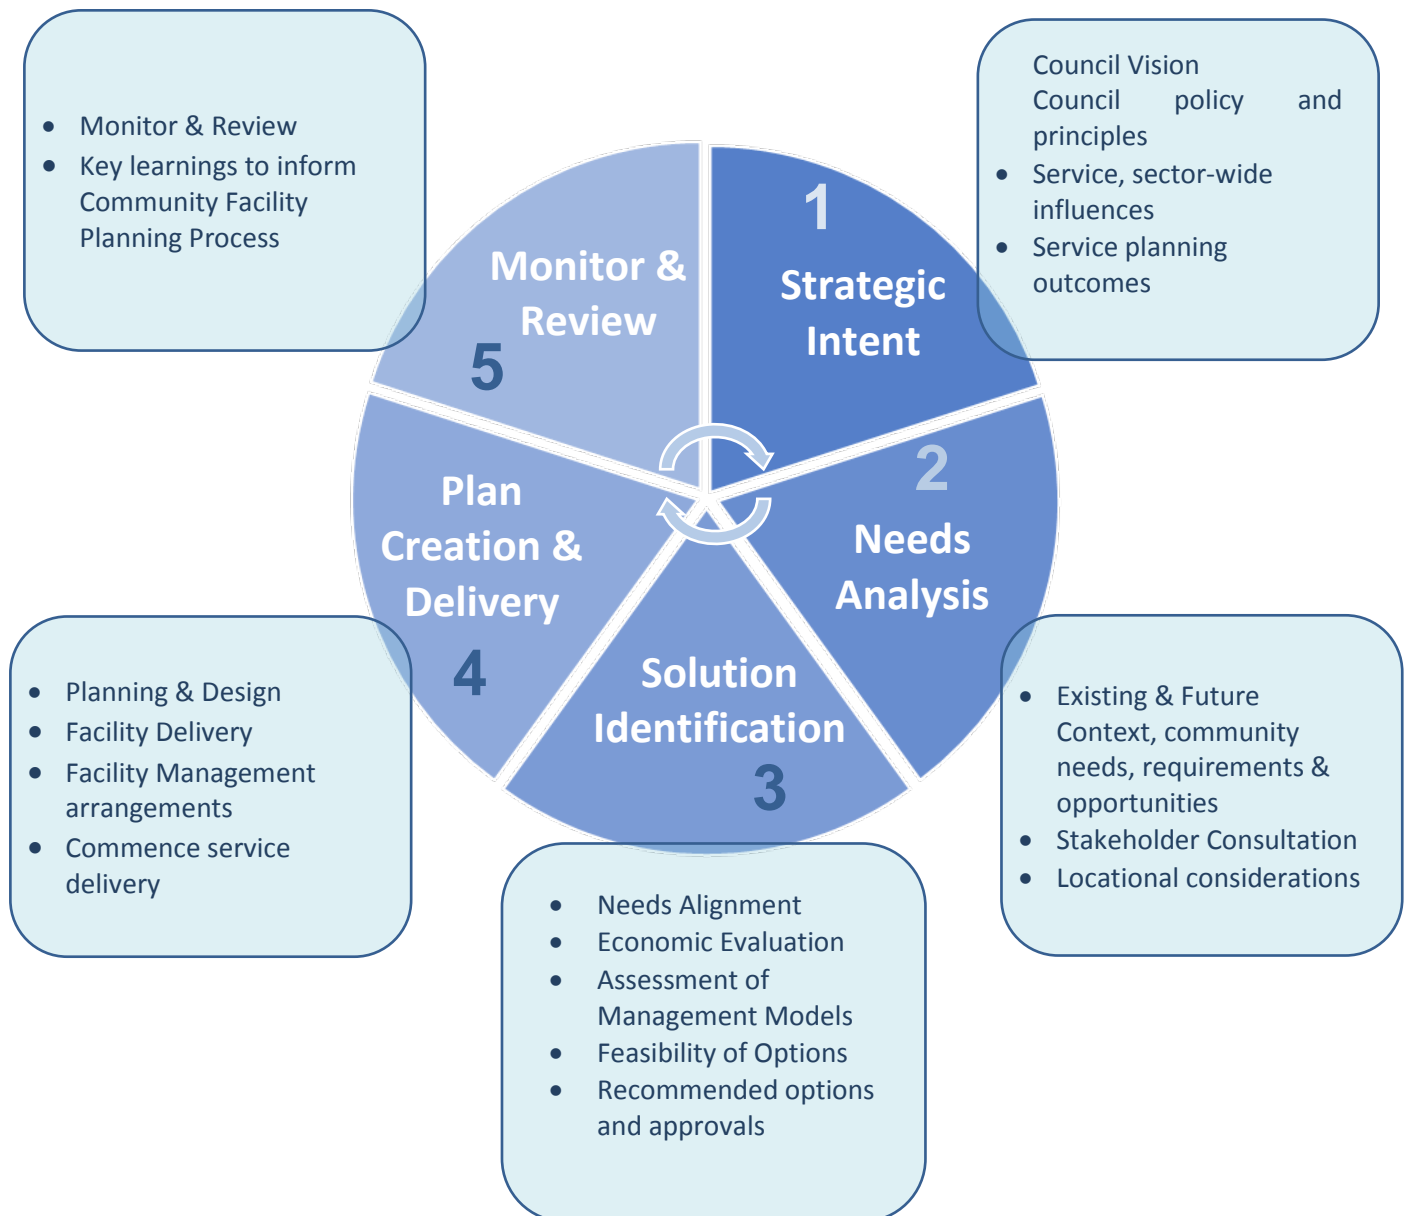 • Monitor & Review
• Key learnings to inform
Community Facility
Planning Process
Council Vision
Council policy and
principles
• Service, sector-wide
influences
• Service planning
outcomes
1
Strategic
Intent
2
Needs
Analysis
• Existing & Future
Context, community
needs, requirements &
opportunities
• Stakeholder Consultation
• Locational considerations
Solution
Identification
3
• Needs Alignment
• Economic Evaluation
• Assessment of
Management Models
• Feasibility of Options
• Recommended options
and approvals
Plan
Creation &
Delivery
4
• Planning & Design
• Facility Delivery
• Facility Management
arrangements
• Commence service
delivery
Monitor &
Review
5